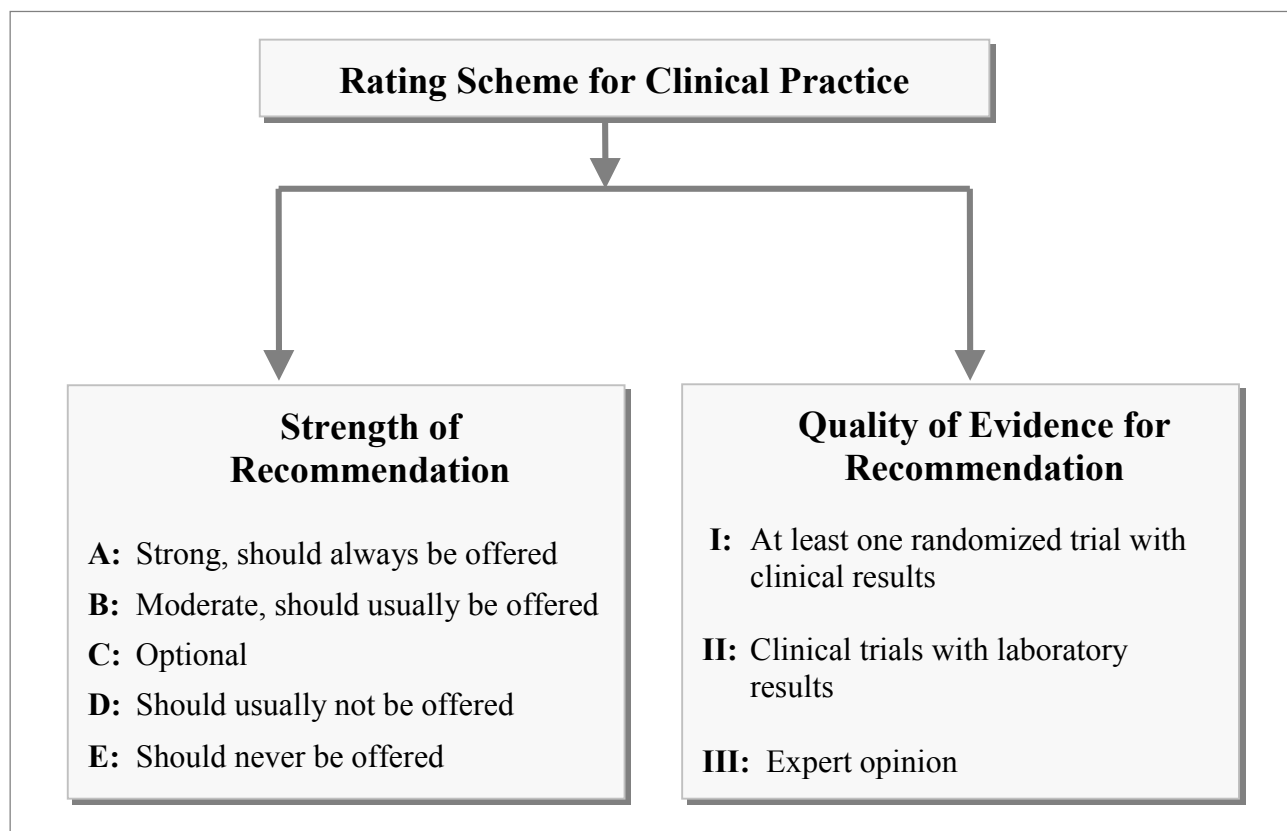 Rating Scheme for Clinical Practice
Strength of
Recommendation
A: Strong, should always be offered
B: Moderate, should usually be offered
C: Optional
D: Should usually not be offered
E: Should never be offered
Quality of Evidence for
Recommendation
I: At least one randomized trial with
clinical results
II: Clinical trials with laboratory
results
III: Expert opinion